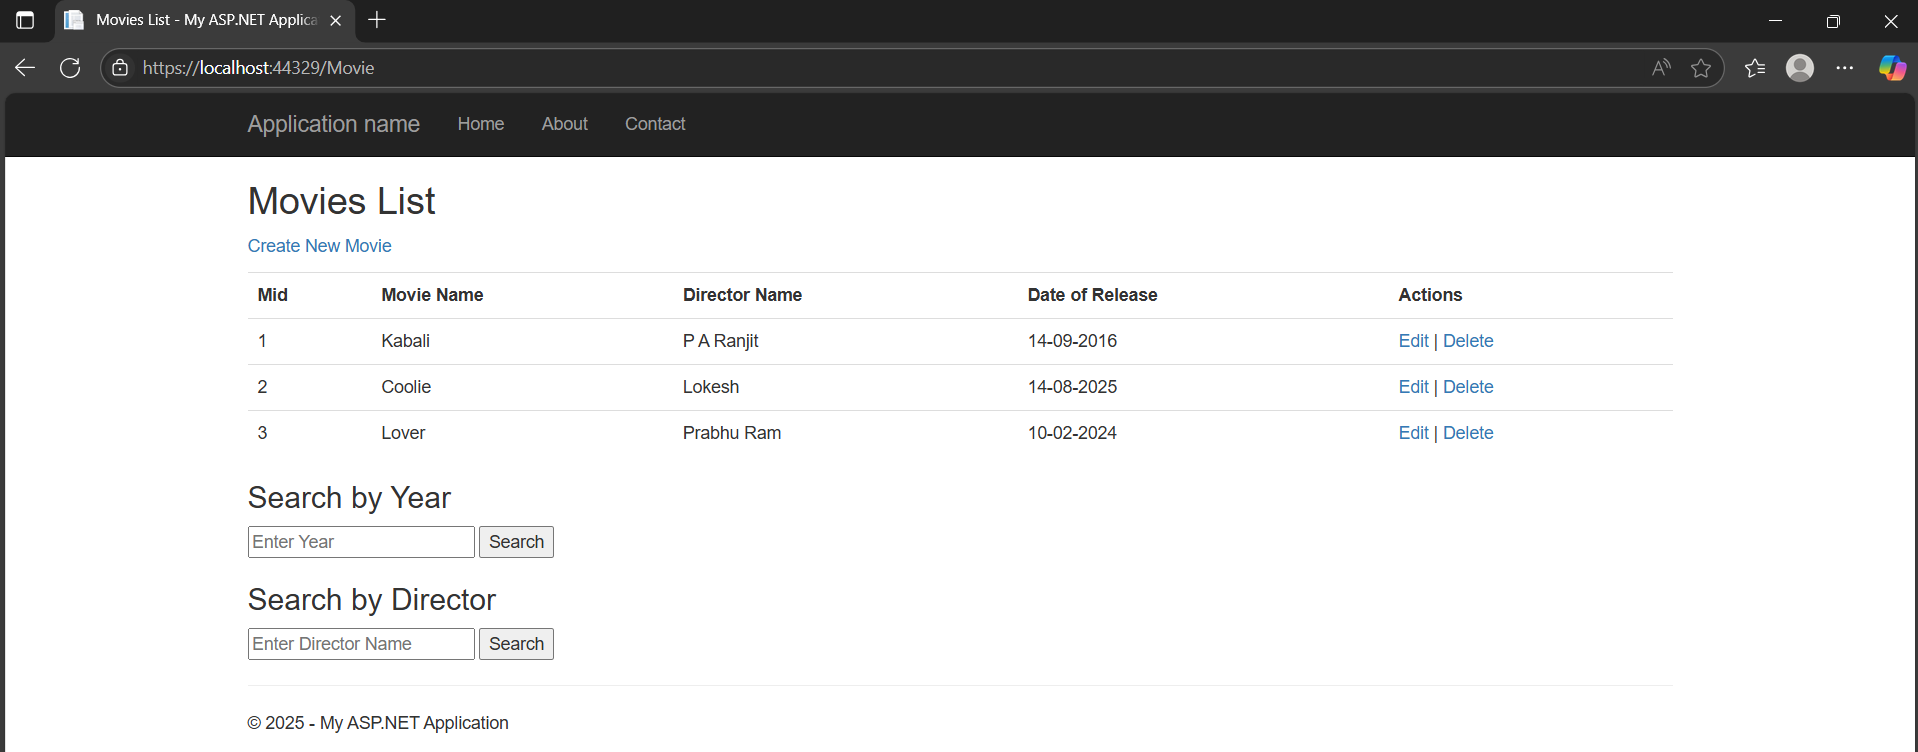 Movies List - My ASP.NET Applica
https://localhost:44329/Movie
Application name Home About Contact
Movies List
Create New Movie
Mid Movie Name Director Name Date of Release Actions
1 Kabali P A Ranjit 14-09-2016 Edit | Delete
2 Coolie Lokesh 14-08-2025 Edit | Delete
3 Lover Prabhu Ram 10-02-2024 Edit | Delete
Search by Year
Enter Year Search
Search by Director
Enter Director Name Search
© 2025 - My ASP.NET Application